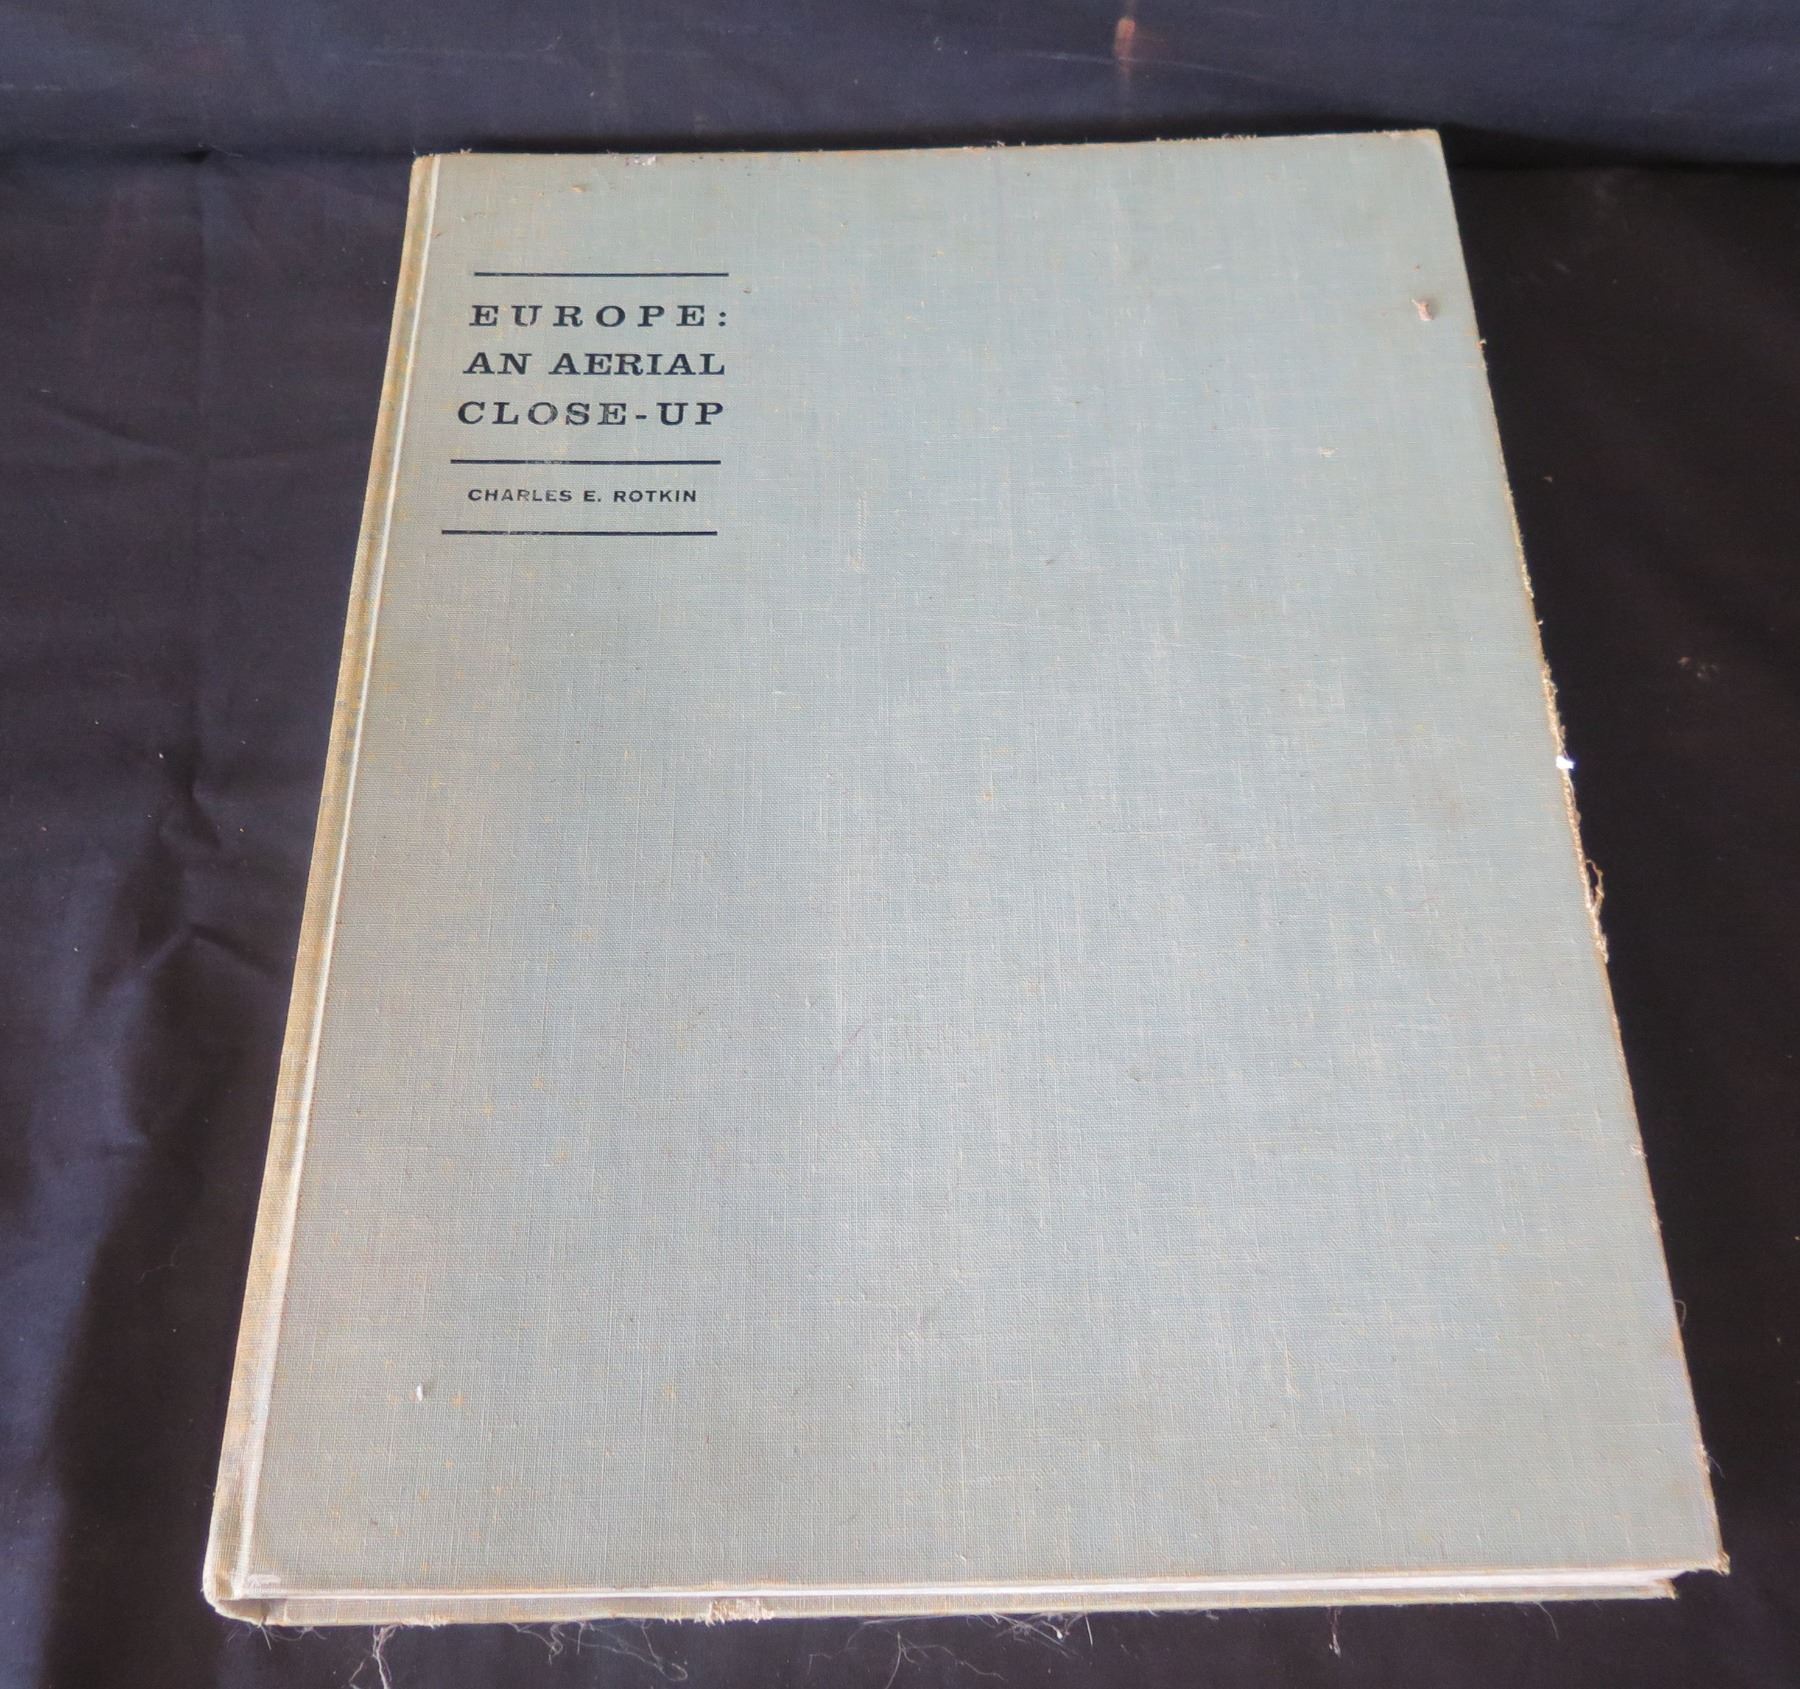 EUROPE:
AN AERIAL
CLOSE-UP
CHARLES E. ROTKIN